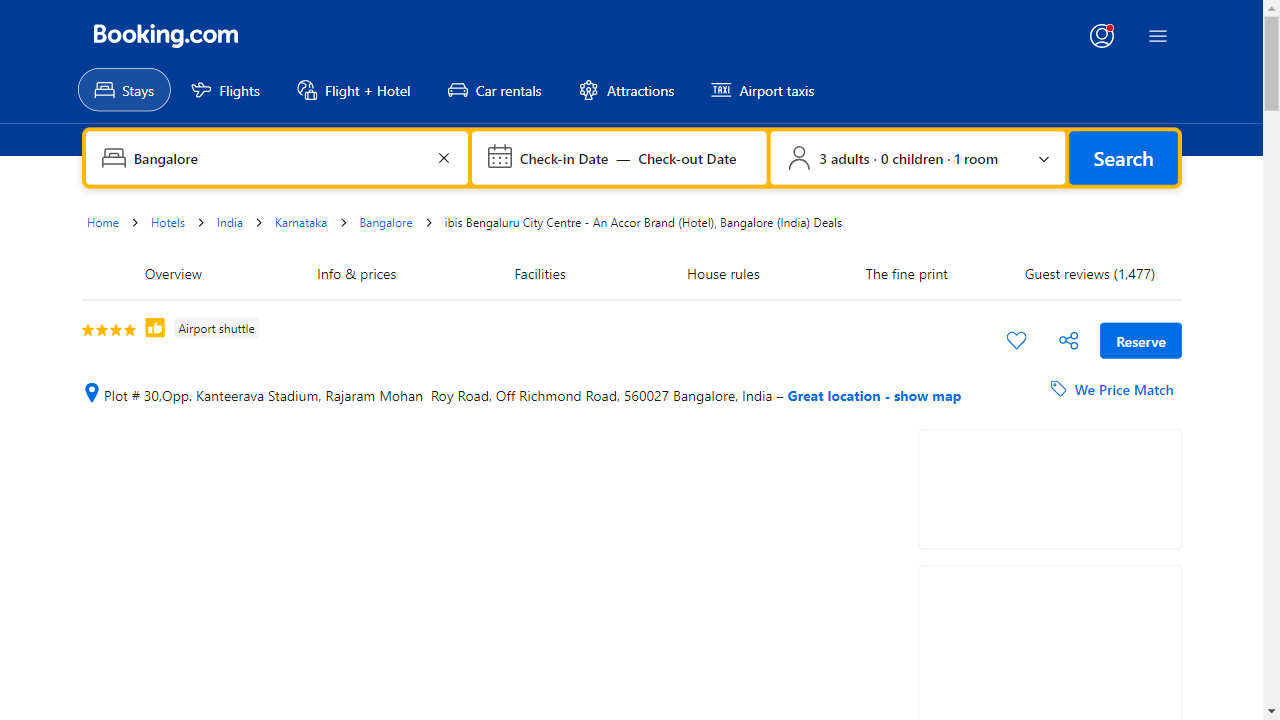 Booking.com
Stays
Flights
Flight + Hotel
Car rentals
Attractions
TAXI Airport taxis
Bangalore
Check-in Date — Check-out Date
3 adults · 0 children · 1 room
Search
Home > Hotels > India > Karnataka > Bangalore > ibis Bengaluru City Centre - An Accor Brand (Hotel), Bangalore (India) Deals
Overview
Info & prices
Facilities
House rules
The fine print
Guest reviews (1,477)
Airport shuttle
Reserve
Plot # 30,Opp. Kanteerava Stadium, Rajaram Mohan  Roy Road, Off Richmond Road, 560027 Bangalore, India – Great location - show map
We Price Match